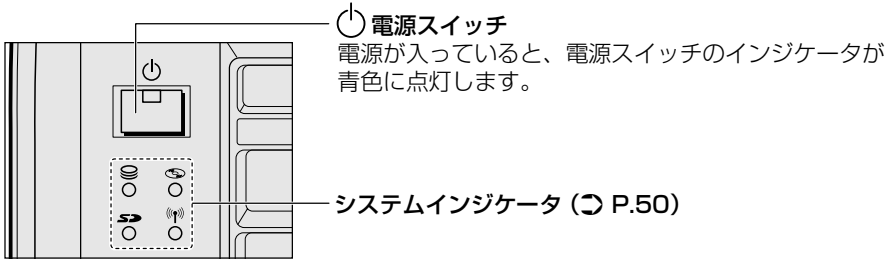 電源スイッチ
電源が入っていると、電源スイッチのインジケータが
青色に点灯します。
システムインジケータ（ P.50）
SD